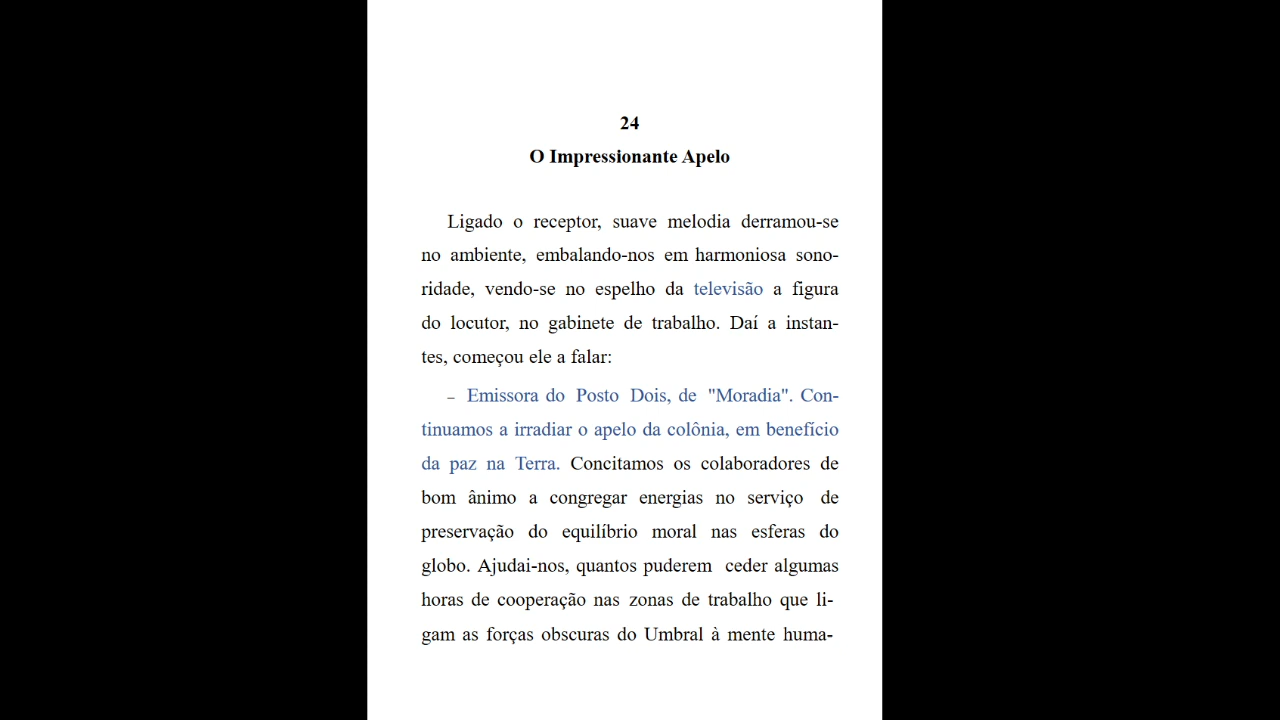 24
O Impressionante Apelo
Ligado o receptor, suave melodia derramou-se
no ambiente, embalando-nos em harmoniosa sono-
ridade, vendo-se no espelho da televisão a figura
do locutor, no gabinete de trabalho. Daí a instan-
tes, começou ele a falar:
– Emissora do Posto Dois, de "Moradia". Con-
tinuamos a irradiar o apelo da colônia, em benefício
da paz na Terra. Concitamos os colaboradores de
bom ânimo a congregar energias no serviço de
preservação do equilíbrio moral nas esferas do
globo. Ajudai-nos, quantos puderem ceder algumas
horas de cooperação nas zonas de trabalho que li-
gam as forças obscuras do Umbral à mente huma-